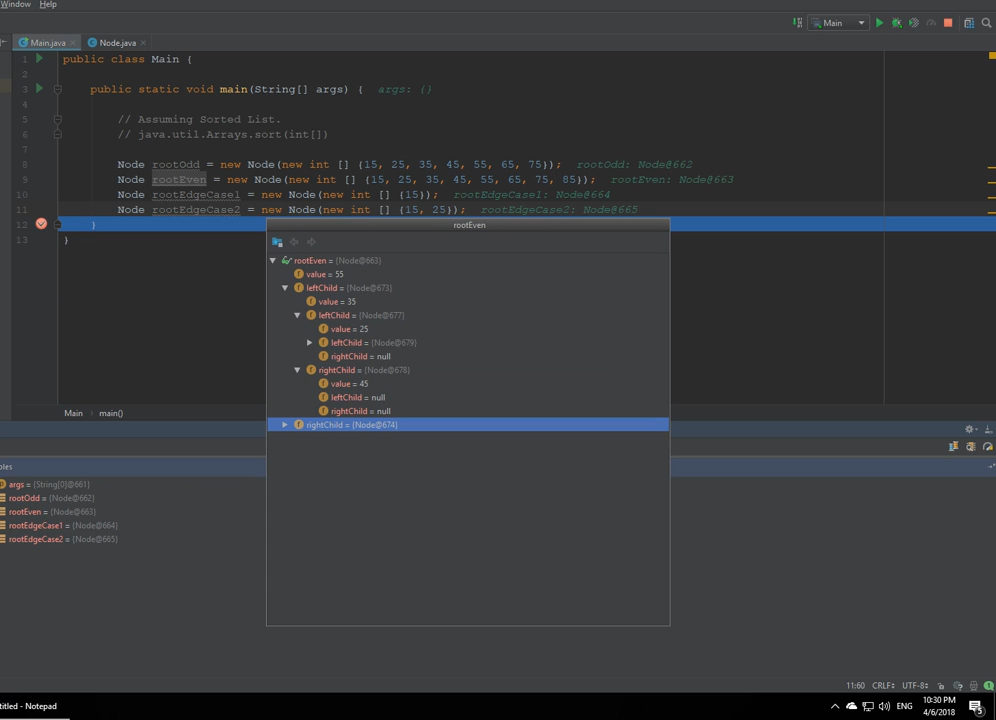 Window Help
Main
Main.java
Node.java
1 public class Main {
2
3 public static void main(String[] args) { args: {}
4
5 // Assuming Sorted List.
6 // java.util.Arrays.sort(int[])
7
8 Node rootOdd = new Node(new int [] {15, 25, 35, 45, 55, 65, 75}); rootOdd: Node@662
9 Node rootEven = new Node(new int [] {15, 25, 35, 45, 55, 65, 75, 85}); rootEven: Node@663
10 Node rootEdgeCase1 = new Node(new int [] {15}); rootEdgeCase1: Node@664
11 Node rootEdgeCase2 = new Node(new int [] {15, 25}); rootEdgeCase2: Node@665
12 }
13 }
rootEven
rootEven = {Node@663}
value = 55
leftChild = {Node@673}
value = 35
leftChild = {Node@677}
value = 25
leftChild = {Node@679}
rightChild = null
rightChild = {Node@678}
value = 45
leftChild = null
rightChild = null
rightChild = {Node@674}
Main
main()
bles
args = {String[0]@661}
rootOdd = {Node@662}
rootEven = {Node@663}
rootEdgeCase1 = {Node@664}
rootEdgeCase2 = {Node@665}
11:60 CRLF UTF-8
1
titled - Notepad
ENG
10:30 PM
4/6/2018
5